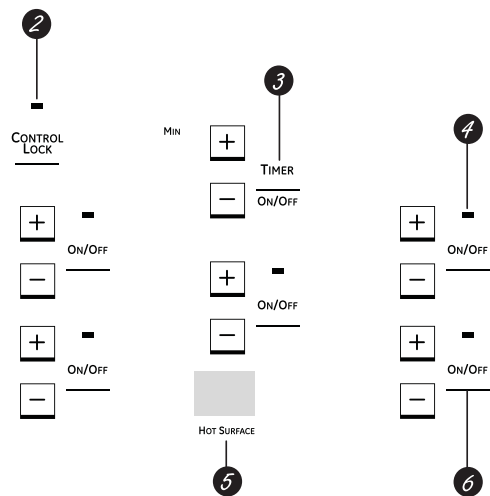 2
3
4
CONTROL
LOCK
MIN
+
TIMER
−
ON/OFF
+
ON/OFF
−
+
ON/OFF
−
+
ON/OFF
−
+
ON/OFF
−
+
ON/OFF
−
HOT SURFACE
5
6